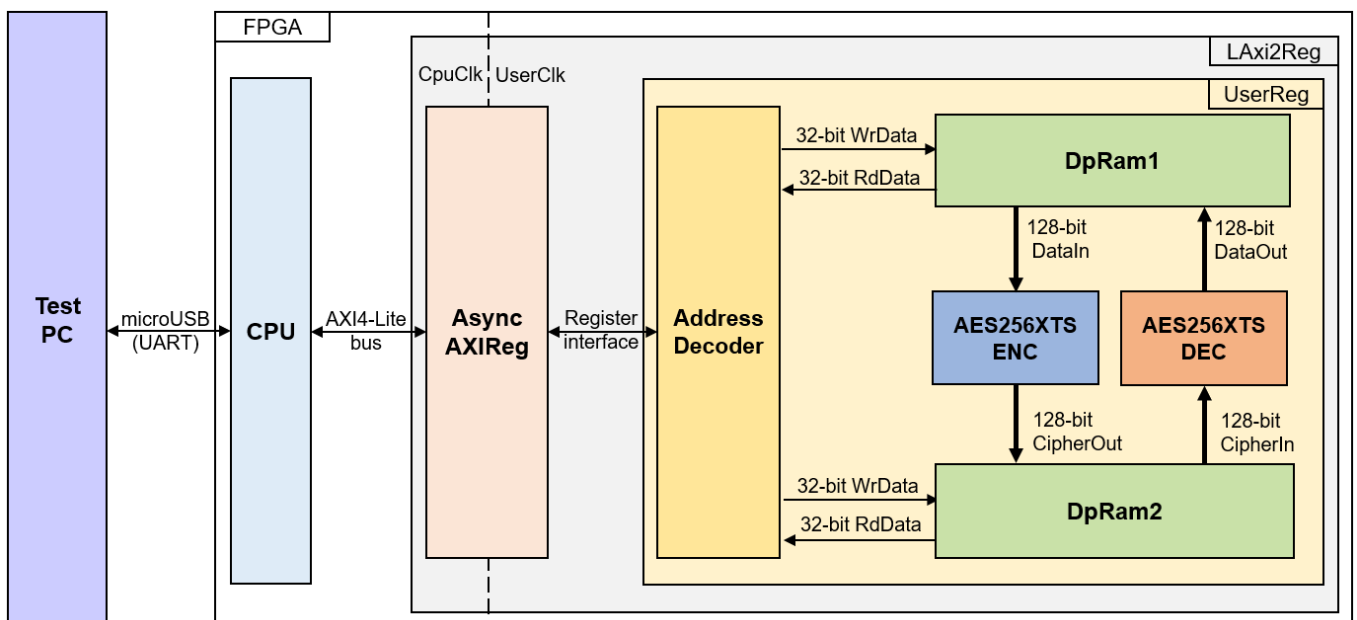 FPGA
LAxi2Reg
CpuClk
UserClk
UserReg
32-bit WrData
32-bit RdData
DpRam1
128-bit
DataIn
128-bit
DataOut
Test
PC
microUSB
(UART)
CPU
AXI4-Lite
bus
Async
AXIReg
Register
interface
Address
Decoder
AES256XTS
ENC
AES256XTS
DEC
128-bit
CipherOut
128-bit
CipherIn
32-bit WrData
32-bit RdData
DpRam2